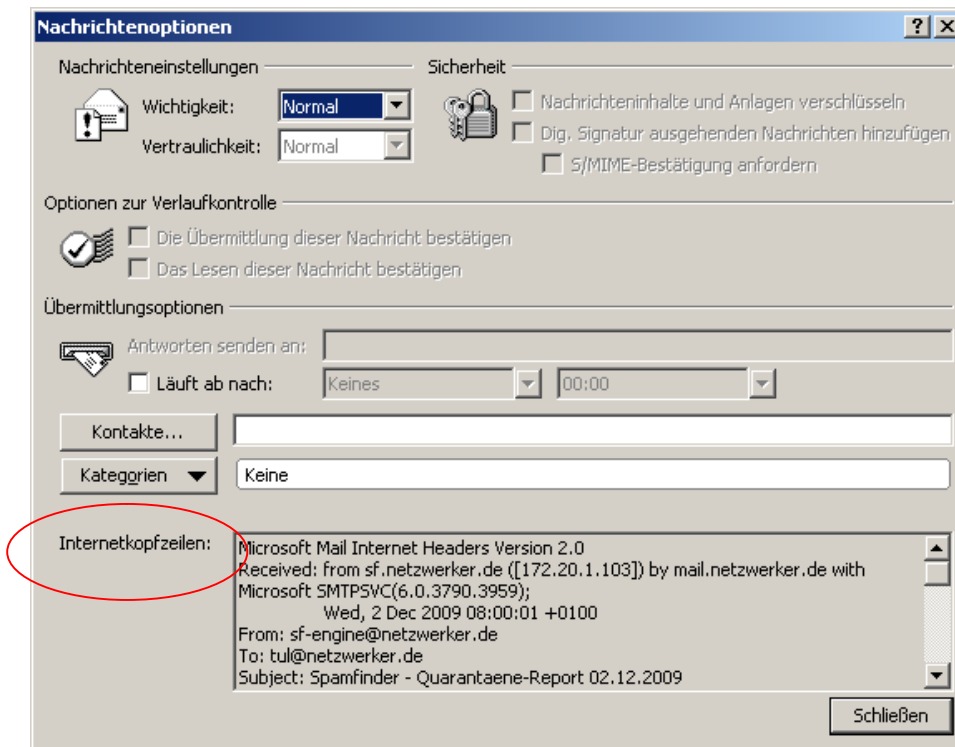 Nachrichtenoptionen
Nachrichteneinstellungen
Sicherheit
Wichtigkeit: Normal
Vertraulichkeit: Normal
Nachrichteninhalte und Anlagen verschlüsseln
Dig. Signatur ausgehenden Nachrichten hinzufügen
S/MIME-Bestätigung anfordern
Optionen zur Verlaufkontrolle
Die Übermittlung dieser Nachricht bestätigen
Das Lesen dieser Nachricht bestätigen
Übermittlungsoptionen
Antworten senden an:
Läuft ab nach: Keines 00:00
Kontakte...
Kategorien Keine
Internetkopfzeilen:
Microsoft Mail Internet Headers Version 2.0
Received: from sf.netzwerker.de ([172.20.1.103]) by mail.netzwerker.de with
Microsoft SMTPSVC(6.0.3790.3959);
Wed, 2 Dec 2009 08:00:01 +0100
From: sf-engine@netzwerker.de
To: tul@netzwerker.de
Subject: Spamfinder - Quarantaene-Report 02.12.2009
Schließen